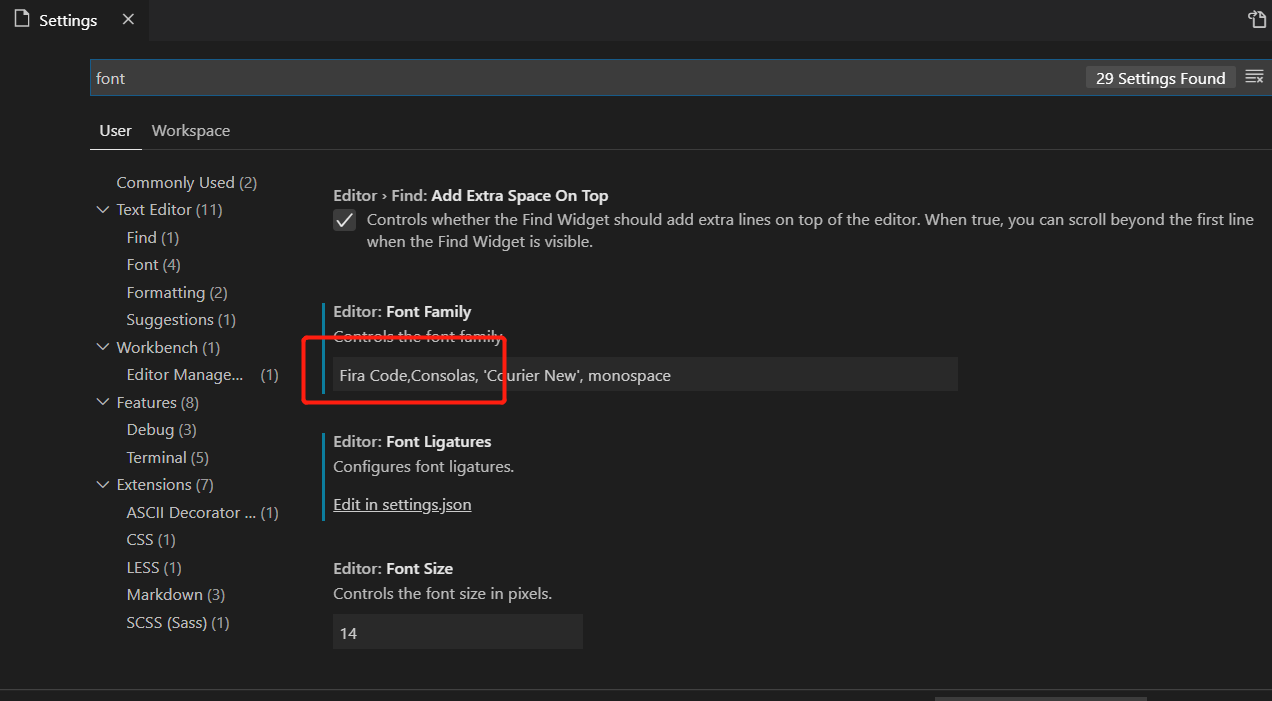 Settings
font
29 Settings Found
User Workspace
Commonly Used (2)
Text Editor (11)
Find (1)
Font (4)
Formatting (2)
Suggestions (1)
Workbench (1)
Editor Manage... (1)
Features (8)
Debug (3)
Terminal (5)
Extensions (7)
ASCII Decorator ... (1)
CSS (1)
LESS (1)
Markdown (3)
SCSS (Sass) (1)
Editor › Find: Add Extra Space On Top
Controls whether the Find Widget should add extra lines on top of the editor. When true, you can scroll beyond the first line
when the Find Widget is visible.
Editor: Font Family
Controls the font family.
Fira Code,Consolas, 'Courier New', monospace
Editor: Font Ligatures
Configures font ligatures.
Edit in settings.json
Editor: Font Size
Controls the font size in pixels.
14